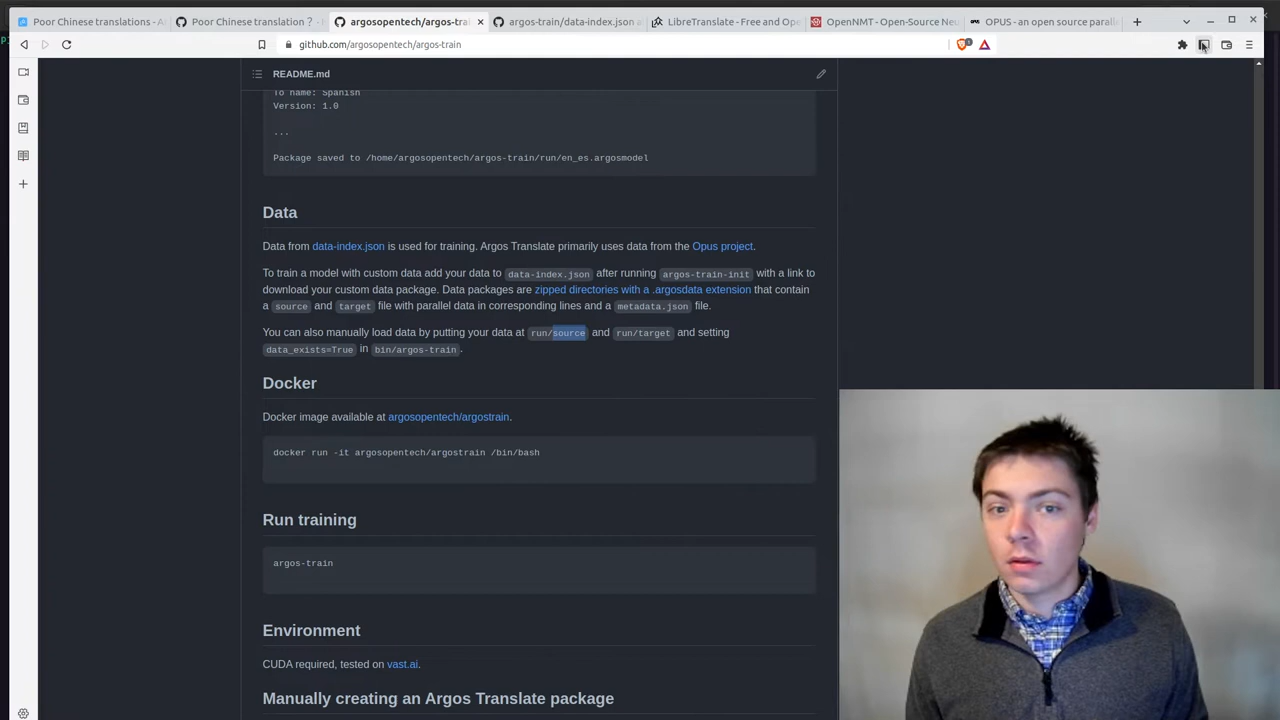 Poor Chinese translations - Ar
Poor Chinese translation ?
argosopentech/argos-trai
argos-train/data-index.json a
LibreTranslate - Free and Ope
OpenNMT - Open-Source Neu
OPUS - an open source paralle
github.com/argosopentech/argos-train
1
README.md
To name: Spanish
Version: 1.0
...
Package saved to /home/argosopentech/argos-train/run/en_es.argosmodel
Data
Data from data-index.json is used for training. Argos Translate primarily uses data from the Opus project.
To train a model with custom data add your data to data-index.json after running argos-train-init with a link to
download your custom data package. Data packages are zipped directories with a .argosdata extension that contain
a source and target file with parallel data in corresponding lines and a metadata.json file.
You can also manually load data by putting your data at run/source and run/target and setting
data_exists=True in bin/argos-train.
Docker
Docker image available at argosopentech/argostrain.
docker run -it argosopentech/argostrain /bin/bash
Run training
argos-train
Environment
CUDA required, tested on vast.ai.
Manually creating an Argos Translate package